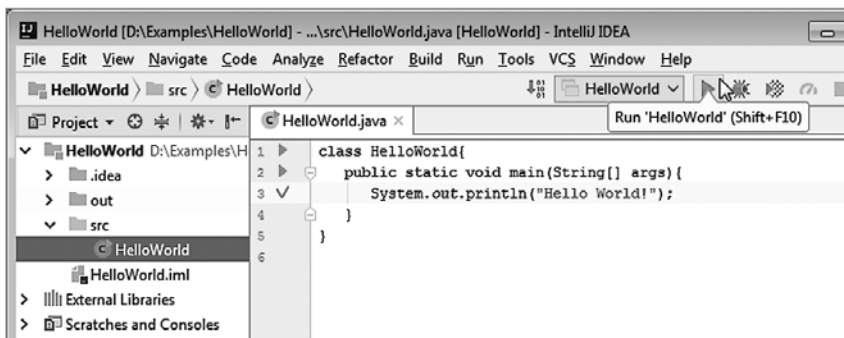 HelloWorld [D:\Examples\HelloWorld] - ...\src\HelloWorld.java [HelloWorld] - IntelliJ IDEA
File Edit View Navigate Code Analyze Refactor Build Run Tools VCS Window Help
HelloWorld src HelloWorld HelloWorld
Run 'HelloWorld' (Shift+F10)
Project HelloWorld.java
HelloWorld D:\Examples\H
.idea
out
src
HelloWorld
HelloWorld.iml
External Libraries
Scratches and Consoles
1 class HelloWorld{
2 public static void main(String[] args){
3 System.out.println("Hello World!");
4 }
5 }
6